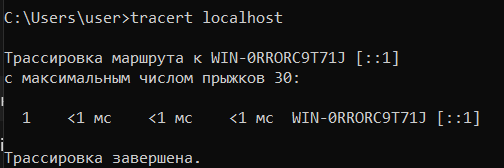 C:\Users\user>tracert localhost
Трассировка маршрута к WIN-0RRORC9T71J [::1]
с максимальным числом прыжков 30:
1 <1 мс <1 мс <1 мс WIN-0RRORC9T71J [::1]
Трассировка завершена.